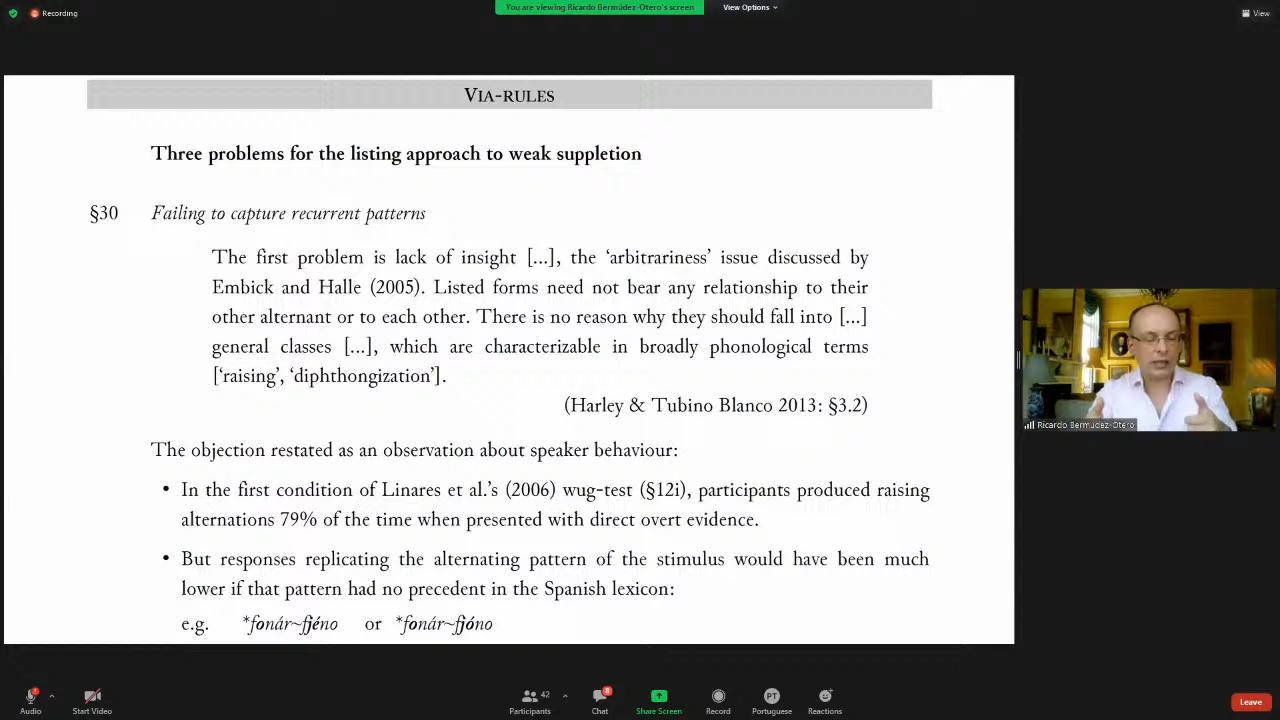 Recording
You are viewing Ricardo Bermúdez-Otero's screen
View Options
View
VIA-RULES
Three problems for the listing approach to weak suppletion
§30 Failing to capture recurrent patterns
The first problem is lack of insight [...], the ‘arbitrariness’ issue discussed by
Embick and Halle (2005). Listed forms need not bear any relationship to their
other alternant or to each other. There is no reason why they should fall into [...]
general classes [...], which are characterizable in broadly phonological terms
[‘raising’, ‘diphthongization’].
(Harley & Tubino Blanco 2013: §3.2)
The objection restated as an observation about speaker behaviour:
• In the first condition of Linares et al.’s (2006) wug-test (§12i), participants produced raising
alternations 79% of the time when presented with direct overt evidence.
• But responses replicating the alternating pattern of the stimulus would have been much
lower if that pattern had no precedent in the Spanish lexicon:
e.g. *fonár~fjéno or *fonár~fjóno
Ricardo Bermúdez-Otero
Audio
Start Video
42
Participants
8
Chat
Share Screen
Record
PT
Portuguese
Reactions
Leave